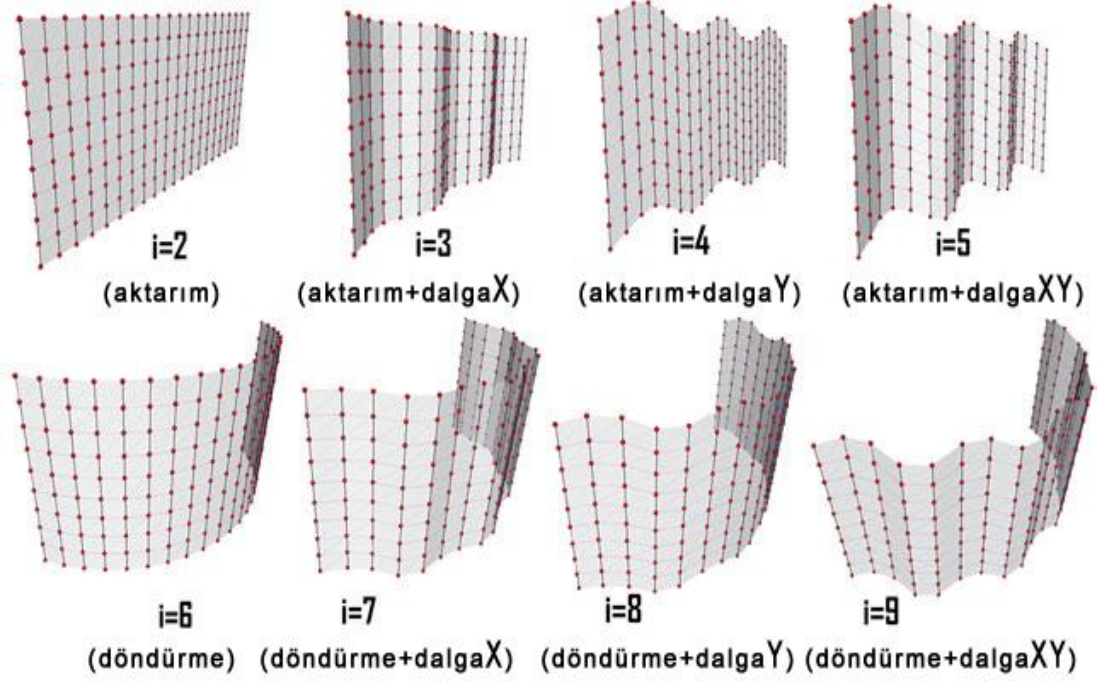 i=2
i=3
i=4
i=5
(aktarım)
(aktarım+dalgaX)
(aktarım+dalgaY)
(aktarım+dalgaXY)
i=6
i=7
i=8
i=9
(döndürme)
(döndürme+dalgaX)
(döndürme+dalgaY)
(döndürme+dalgaXY)